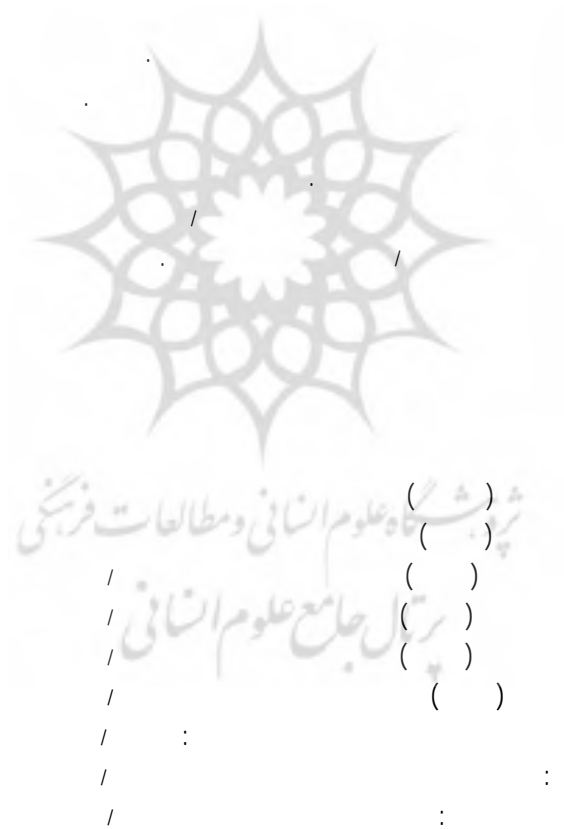 .
.
.
/
/
.
( )
پژوهشگاه علوم انسانی و مطالعات فرهنگی
( )
/ ( )
پرتال جامع علوم انسانی
/ ( )
/ ( )
/ ( )
/ :
/ :
/ :